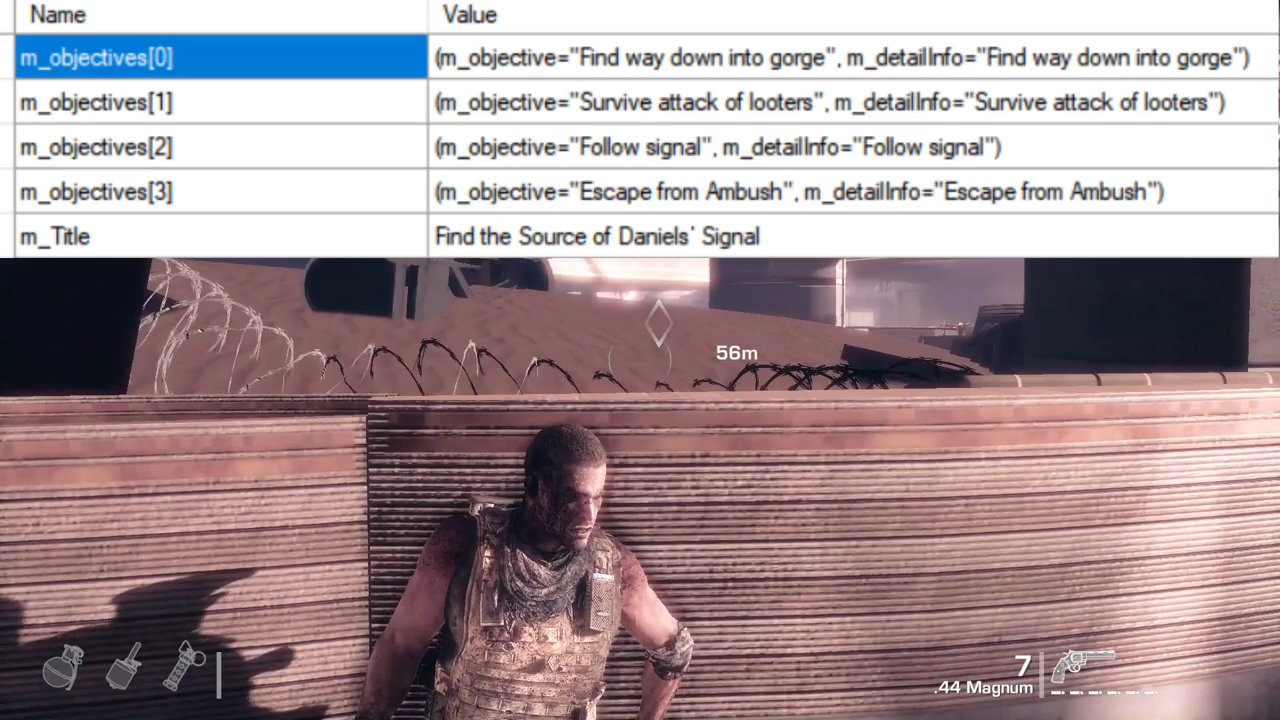 Name Value
m_objectives[0] (m_objective="Find way down into gorge", m_detailInfo="Find way down into gorge")
m_objectives[1] (m_objective="Survive attack of looters", m_detailInfo="Survive attack of looters")
m_objectives[2] (m_objective="Follow signal", m_detailInfo="Follow signal")
m_objectives[3] (m_objective="Escape from Ambush", m_detailInfo="Escape from Ambush")
m_Title Find the Source of Daniels' Signal
56m
7
.44 Magnum